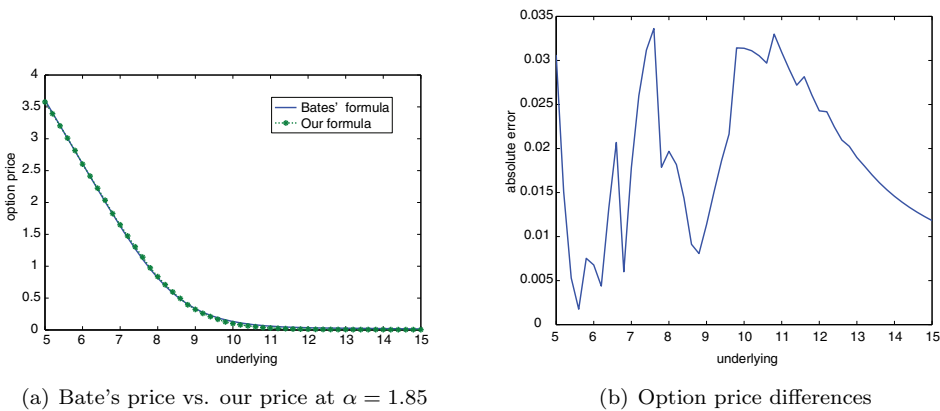 4
3.5
3
2.5
2
1.5
1
0.5
0
option price
Bates' formula
Our formula
5 6 7 8 9 10 11 12 13 14 15
underlying
(a) Bate's price vs. our price at α = 1.85
0.035
0.03
0.025
0.02
0.015
0.01
0.005
0
absolute error
5 6 7 8 9 10 11 12 13 14 15
underlying
(b) Option price differences